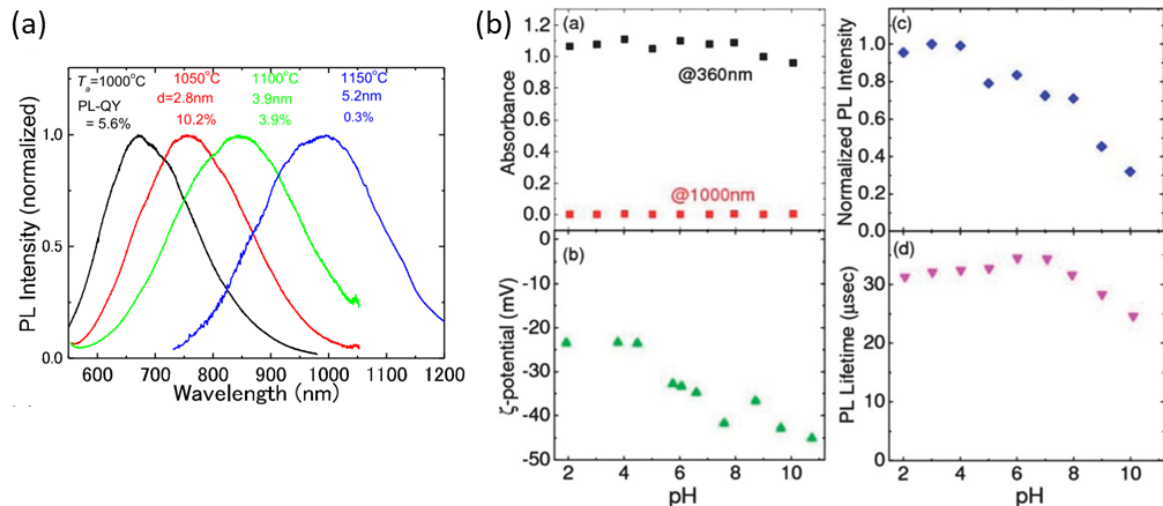 (a)
Tₐ=1000°C 1050°C 1100°C 1150°C
d=2.8nm 3.9nm 5.2nm
PL-QY
= 5.6% 10.2% 3.9% 0.3%
PL Intensity (normalized)
1.0
0.5
0.0
600 700 800 900 1000 1100 1200
Wavelength (nm)
(b)
(a)
Absorbance
1.2
1.0
0.8
0.6
0.4
0.2
0.0
@360nm
@1000nm
(b)
ζ-potential (mV)
0
-10
-20
-30
-40
-50
2 4 6 8 10
pH
(c)
Normalized PL Intensity
1.0
0.8
0.6
0.4
0.2
0
(d)
PL Lifetime (μsec)
30
20
10
0
2 3 4 5 6 7 8 9 10
pH